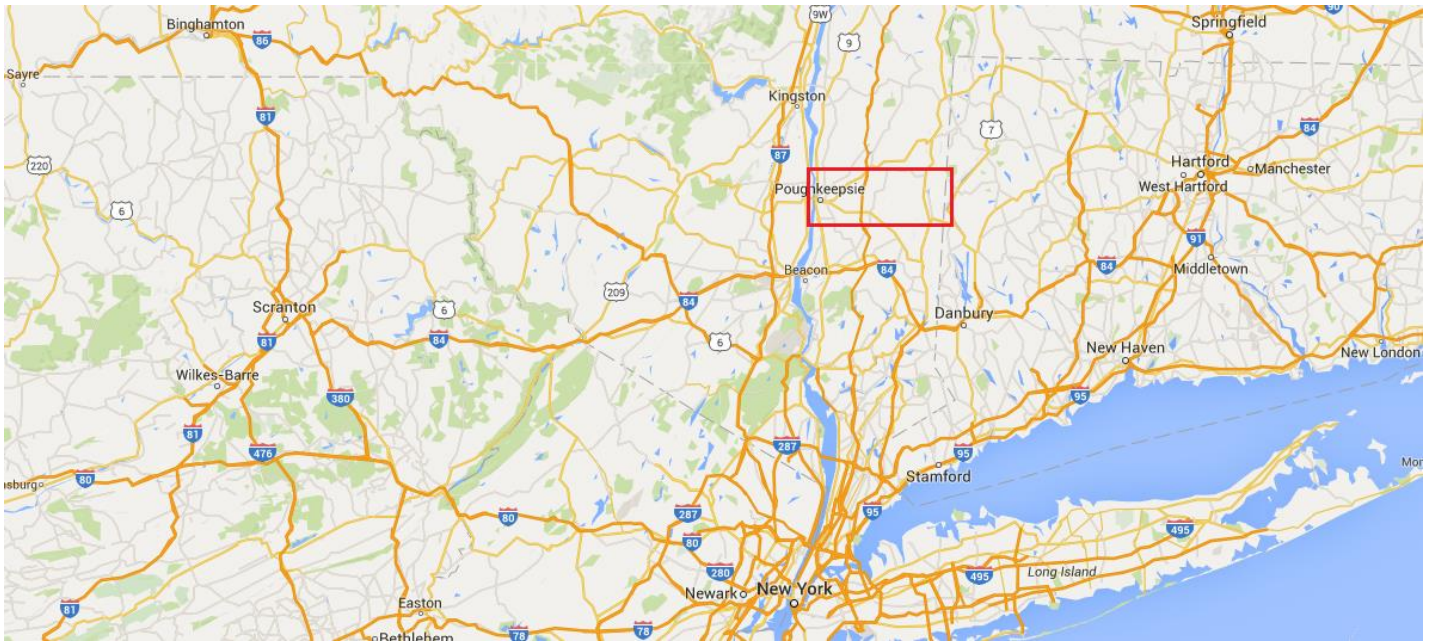 9W
Binghamton
Springfield
90
86
9
Sayre
Kingston
81
7
84
87
Hartford
220
Manchester
West Hartford
Poughkeepsie
6
91
84
Middletown
Beacon
84
209
84
Scranton
6
Danbury
81
84
6
New Haven
New London
Wilkes-Barre
380
95
81
287
476
95
Stamford
80
sburg
Mor
287
80
95
495
80
280
495
Long Island
Newark
New York
81
Easton
78
78
Bethlehem